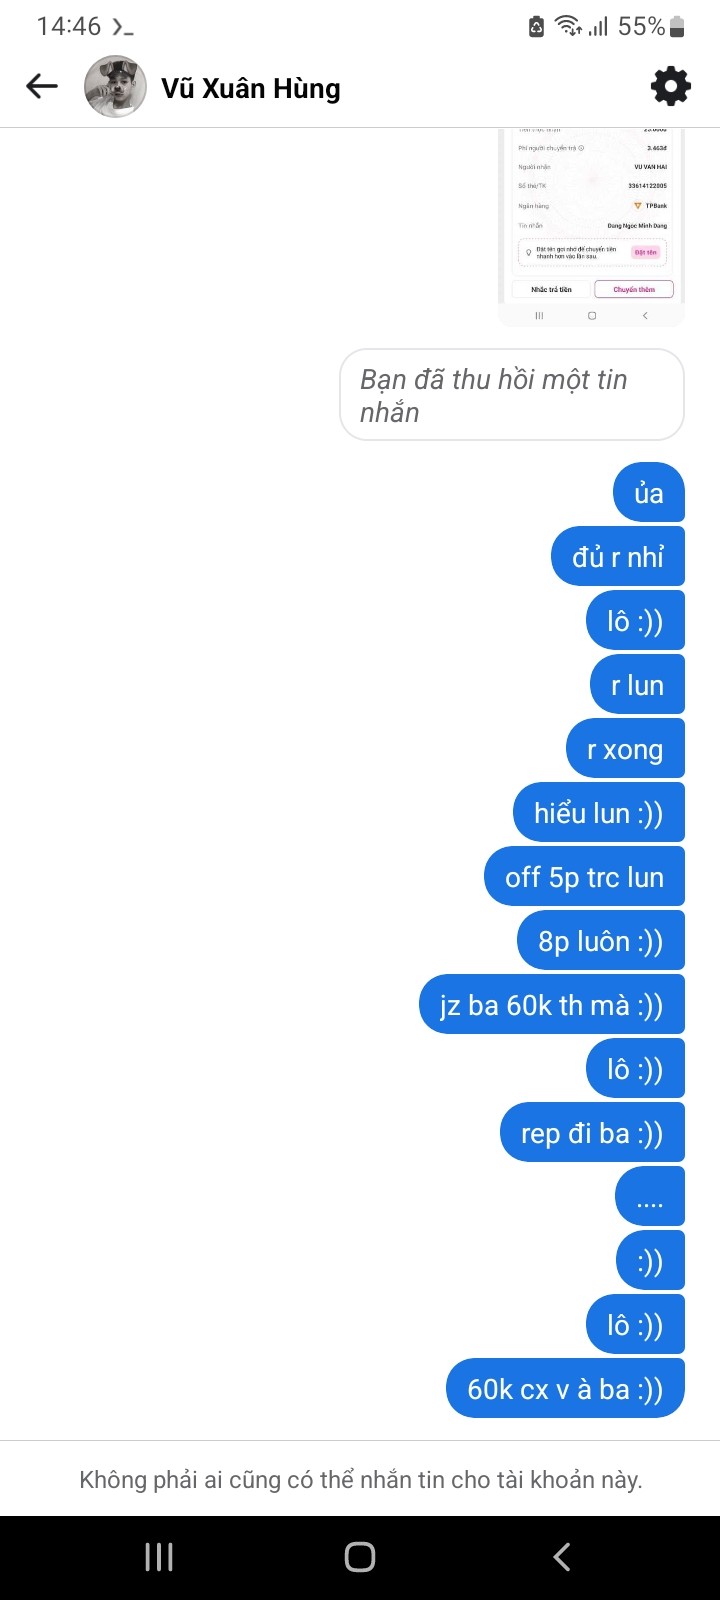 14:46
55%
Vũ Xuân Hùng
Phí người chuyển trả 3.463đ
Người nhận VU VAN HAI
Số thẻ/TK 33614122005
Ngân hàng TPBank
Tin nhắn Dang Ngoc Minh Dang
Đặt tên gợi nhớ để chuyển tiền
nhanh hơn vào lần sau.
Đặt tên
Nhắc trả tiền Chuyển thêm
Bạn đã thu hồi một tin
nhắn
ủa
đủ r nhỉ
lô :))
r lun
r xong
hiểu lun :))
off 5p trc lun
8p luôn :))
jz ba 60k th mà :))
lô :))
rep đi ba :))
....
:))
lô :))
60k cx v à ba :))
Không phải ai cũng có thể nhắn tin cho tài khoản này.